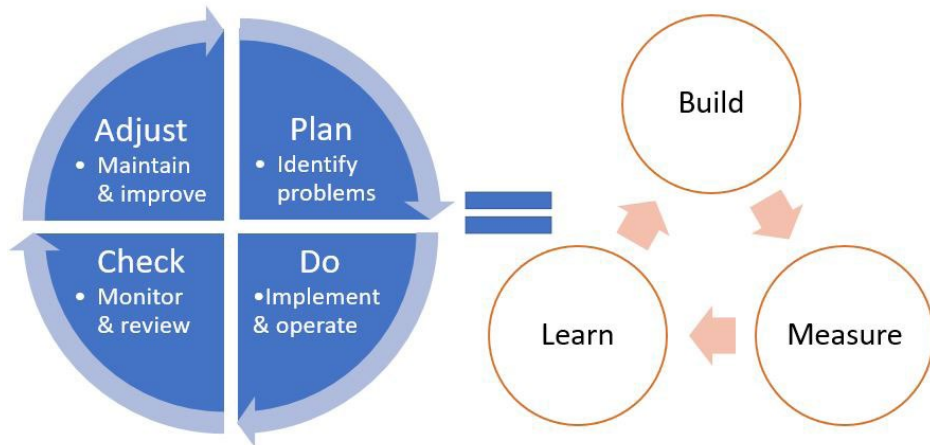 Adjust
• Maintain
& improve
Plan
• Identify
problems
Check
• Monitor
& review
Do
•Implement
& operate
=
Build
Learn
Measure